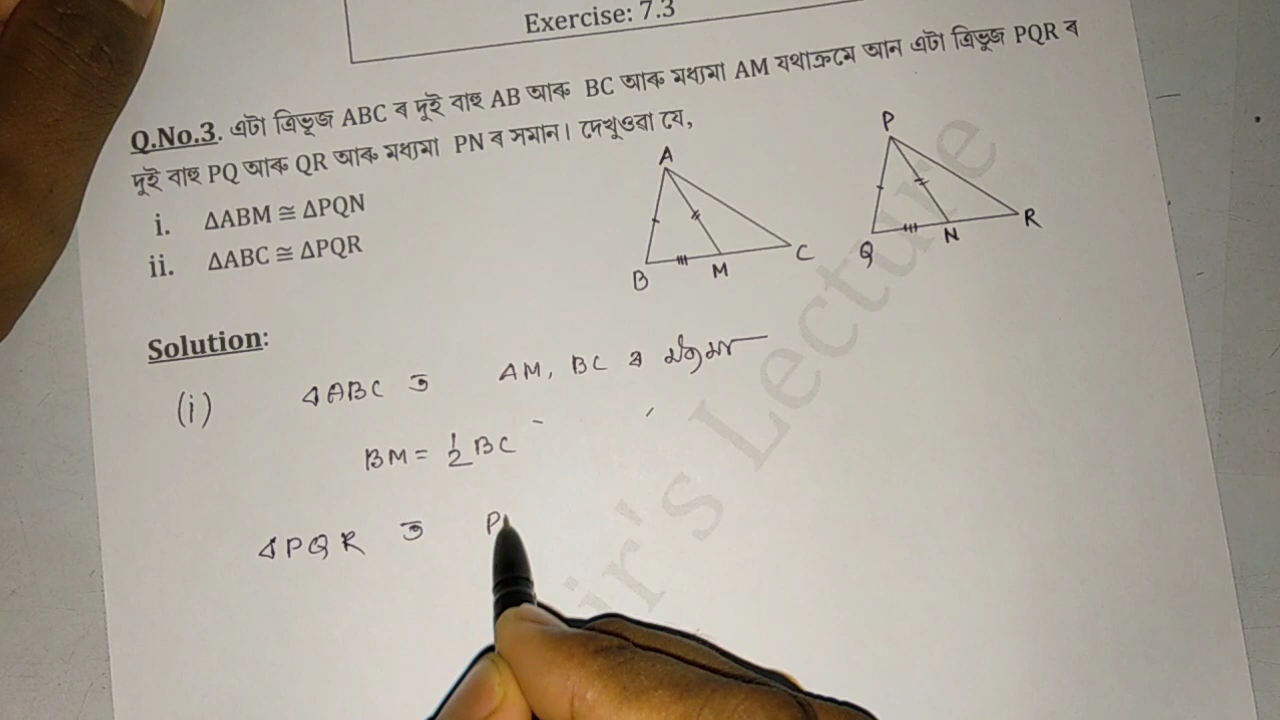 Exercise: 7.3
Q.No.3. এটা ত্রিভূজ ABC ৰ দুই বাহু AB আৰু BC আৰু মধ্যমা AM যথাক্ৰমে আন এটা ত্রিভূজ PQR ৰ
দুই বাহু PQ আৰু QR আৰু মধ্যমা PN ৰ সমান। দেখুওৱা যে,
i. ΔABM ≅ ΔPQN
ii. ΔABC ≅ ΔPQR
A
B
M
C
P
Q
N
R
Solution:
(i) ΔABC ত AM, BC ৰ মধ্যমা
BM = 1/2 BC
ΔPQR ত P
ir's Lecture